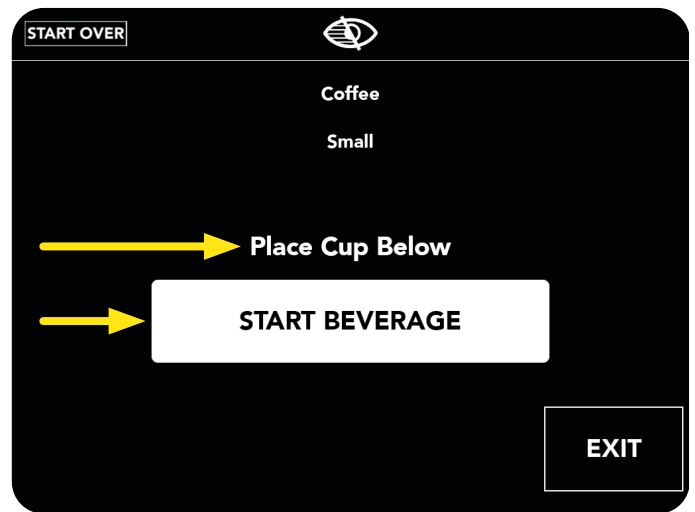 START OVER
Coffee
Small
Place Cup Below
START BEVERAGE
EXIT